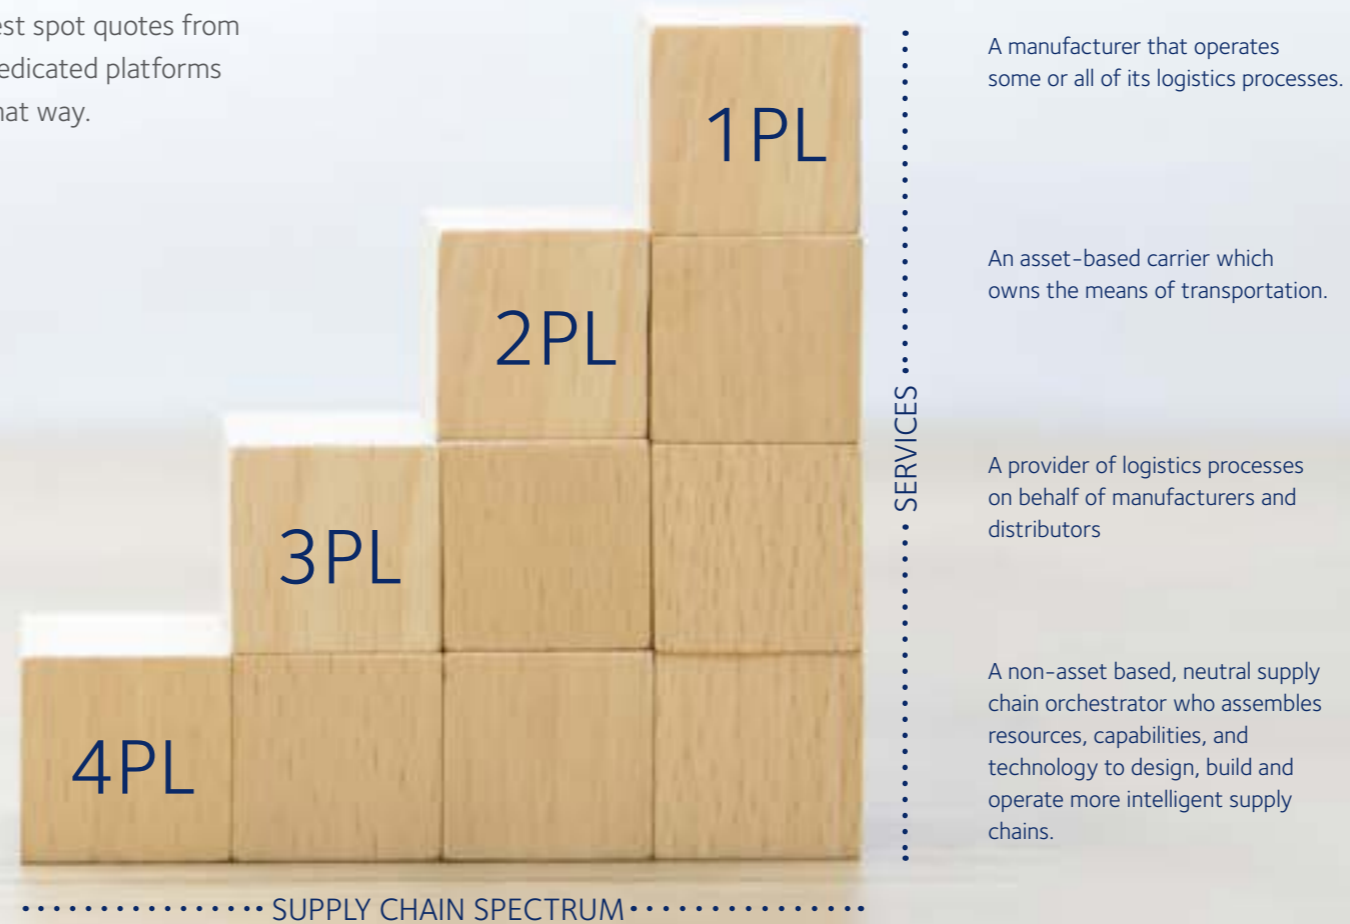 est spot quotes from
edicated platforms
hat way.
1PL
A manufacturer that operates
some or all of its logistics processes.
2PL
An asset-based carrier which
owns the means of transportation.
SERVICES
3PL
A provider of logistics processes
on behalf of manufacturers and
distributors
4PL
A non-asset based, neutral supply
chain orchestrator who assembles
resources, capabilities, and
technology to design, build and
operate more intelligent supply
chains.
SUPPLY CHAIN SPECTRUM